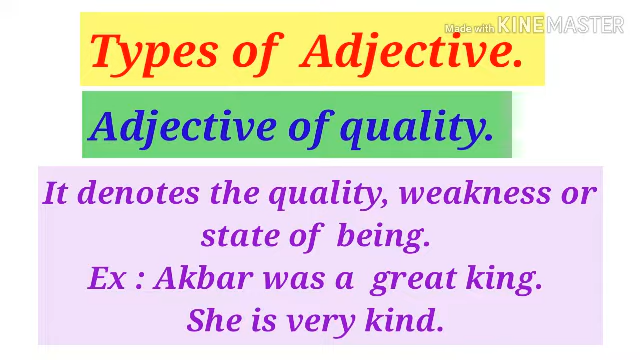 Made with KINEMASTER
Types of Adjective.
Adjective of quality.
It denotes the quality, weakness or
state of being.
Ex : Akbar was a great king.
She is very kind.